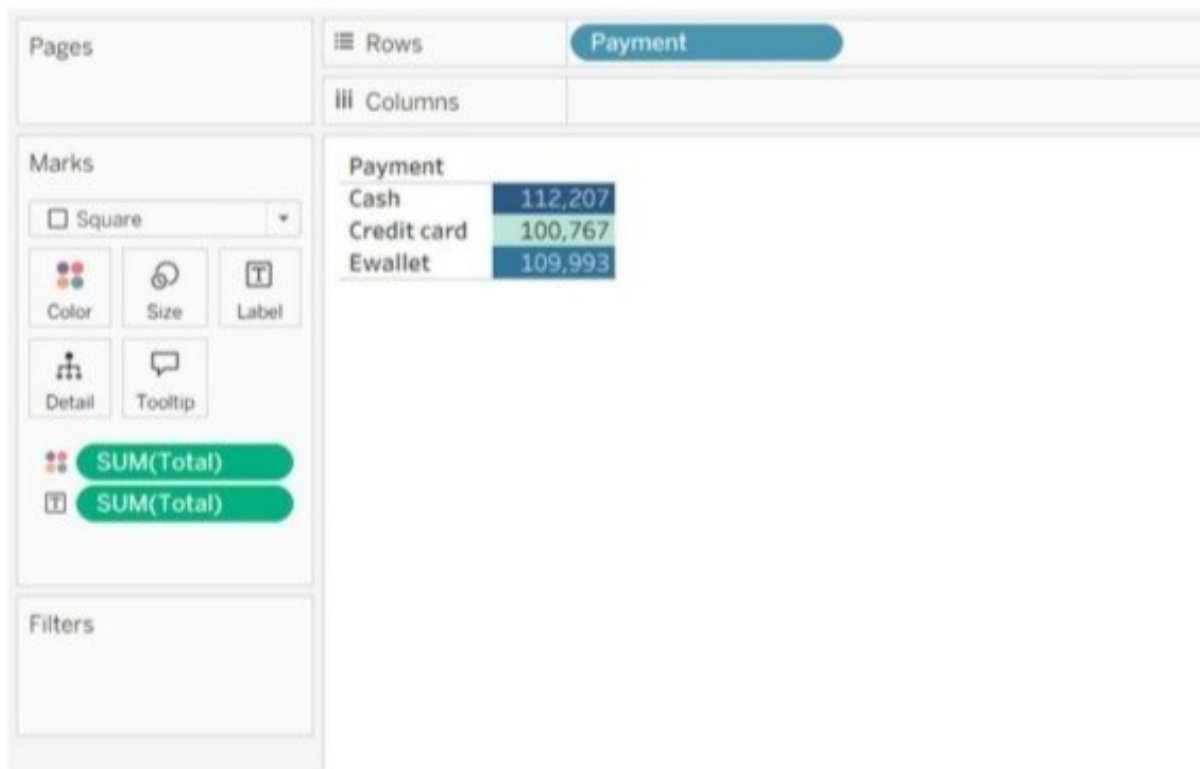 Pages
Rows Payment
Columns
Marks
Square
Color Size Label
Detail Tooltip
SUM(Total)
T SUM(Total)
Filters
Payment
Cash 112,207
Credit card 100,767
Ewallet 109,993